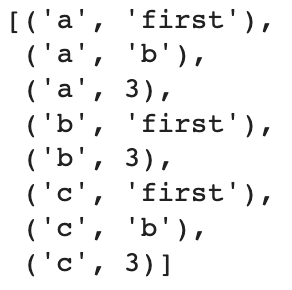 [('a', 'first'),
('a', 'b'),
('a', 3),
('b', 'first'),
('b', 3),
('c', 'first'),
('c', 'b'),
('c', 3)]